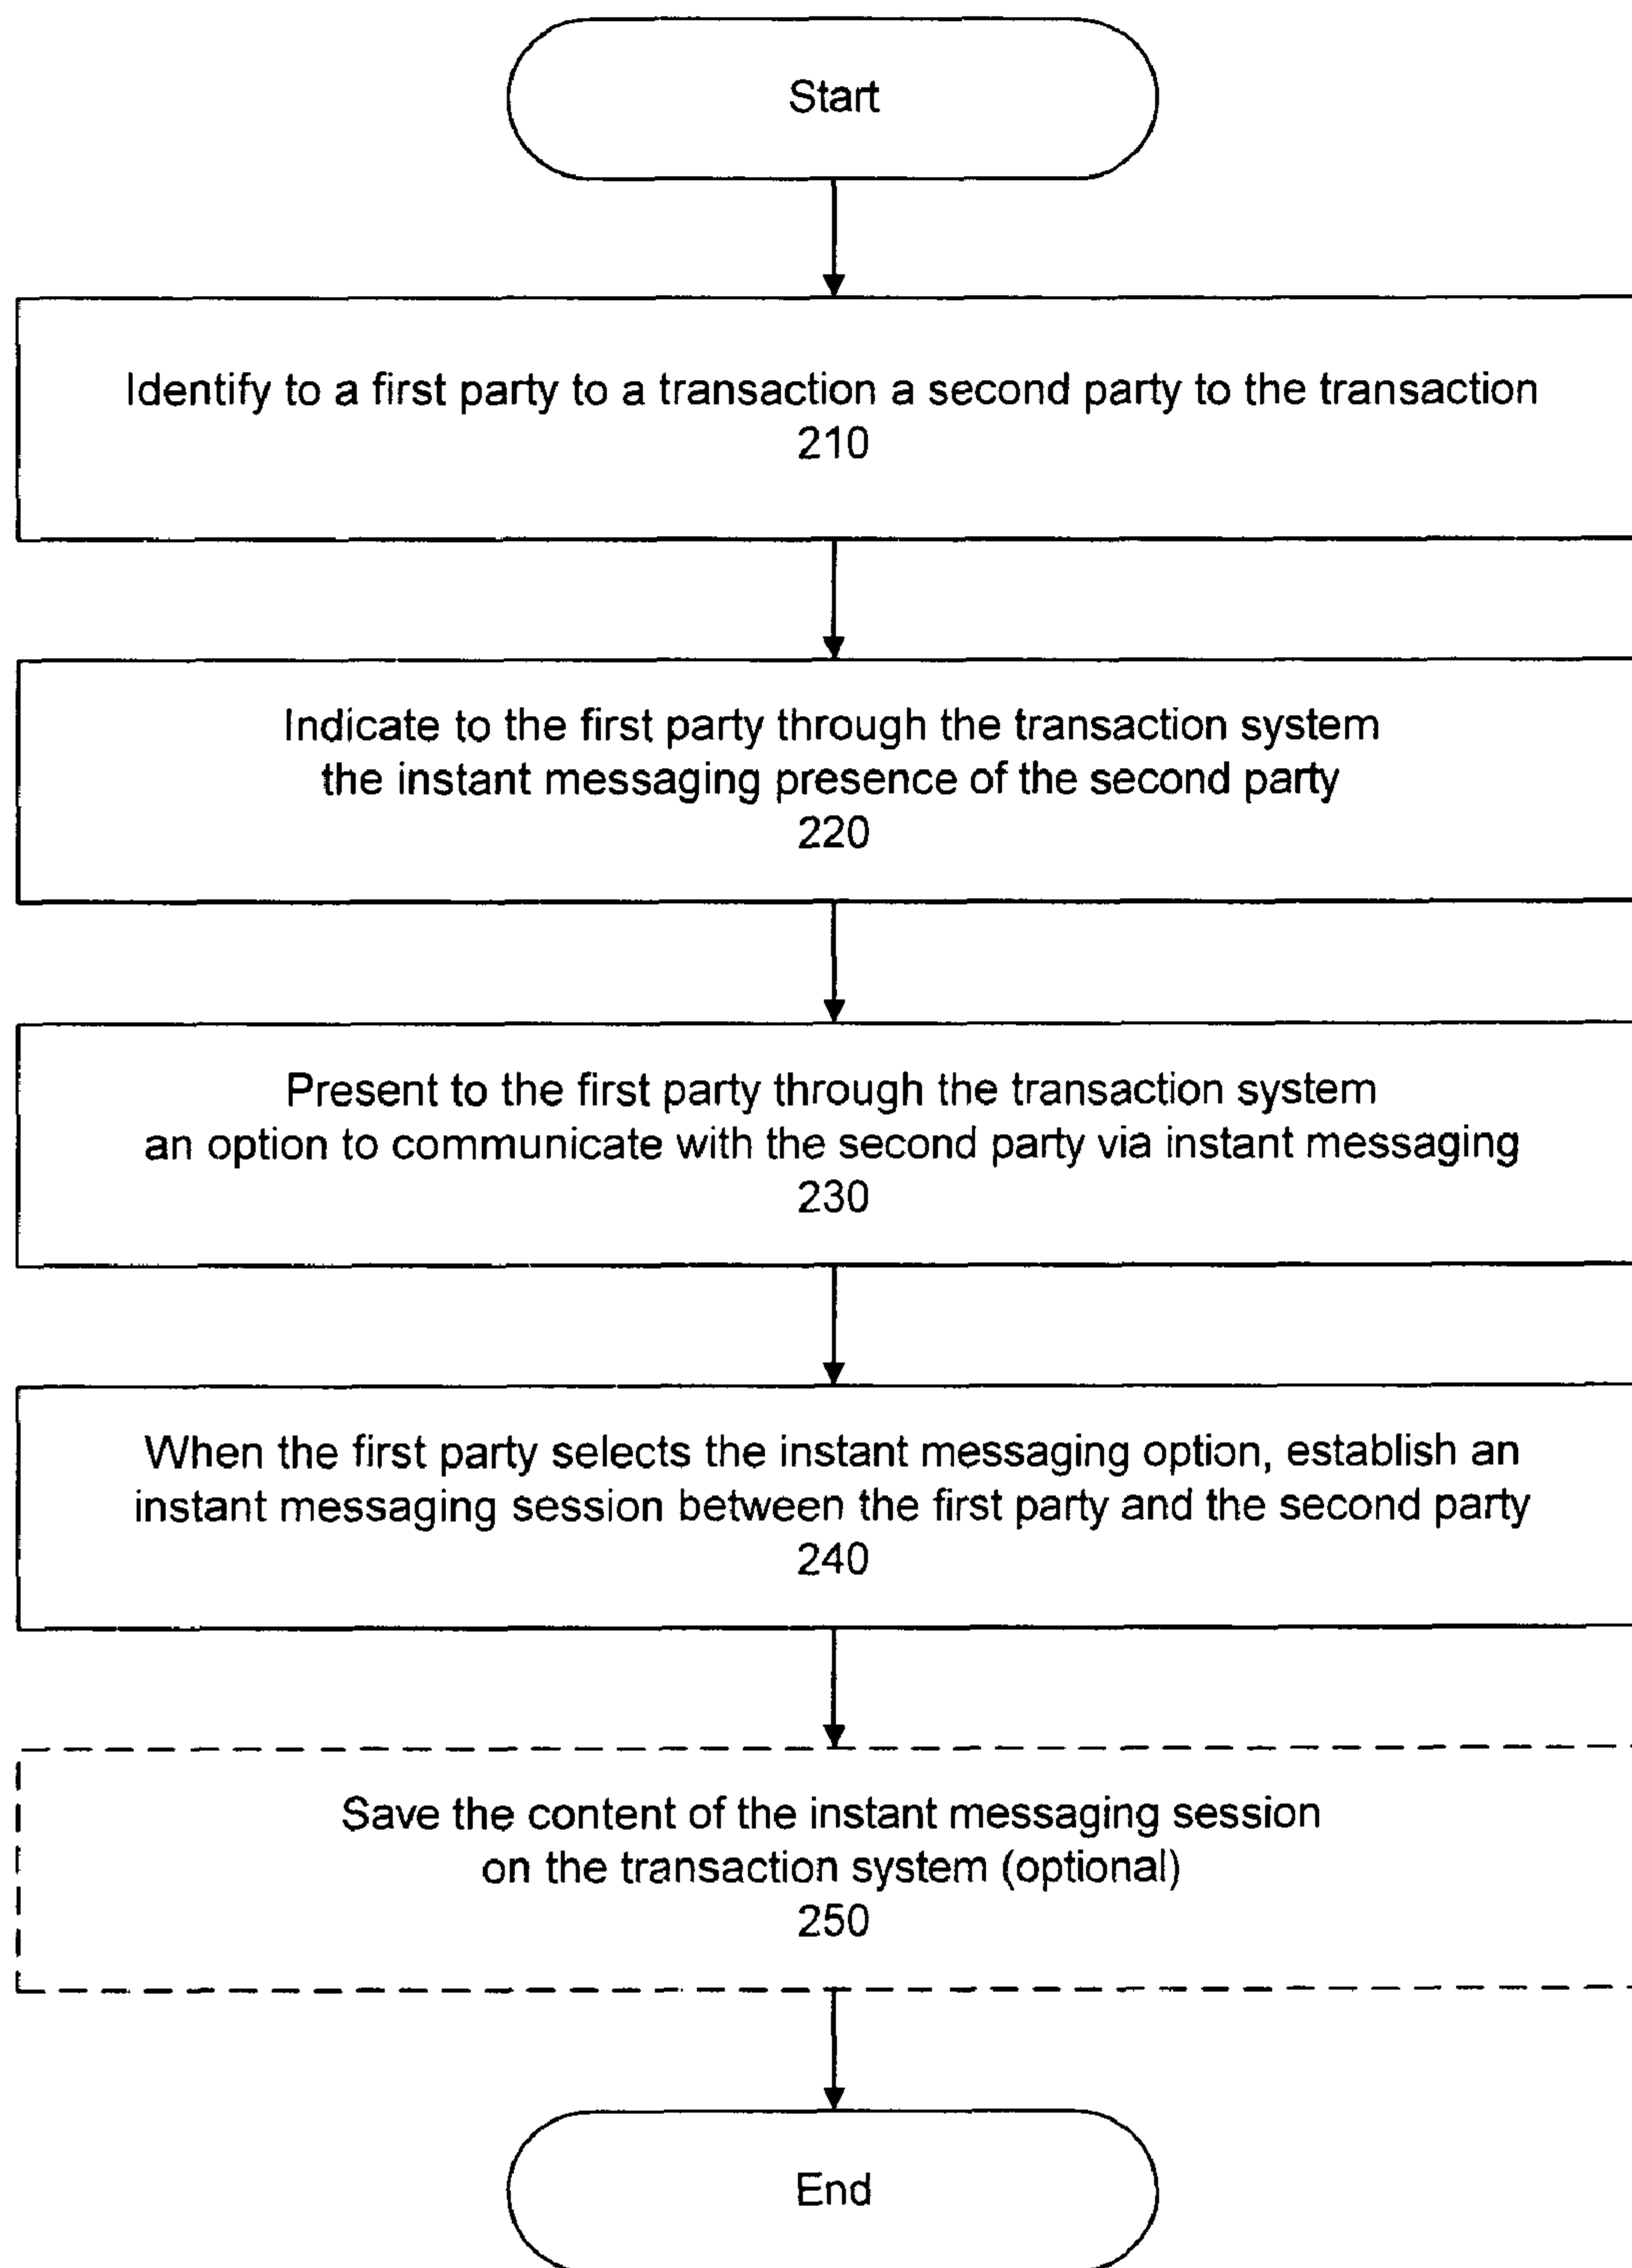 Start
Identify to a first party to a transaction a second party to the transaction
210
Indicate to the first party through the transaction system
the instant messaging presence of the second party
220
Present to the first party through the transaction system
an option to communicate with the second party via instant messaging
230
When the first party selects the instant messaging option, establish an
instant messaging session between the first party and the second party
240
Save the content of the instant messaging session
on the transaction system (optional)
250
End